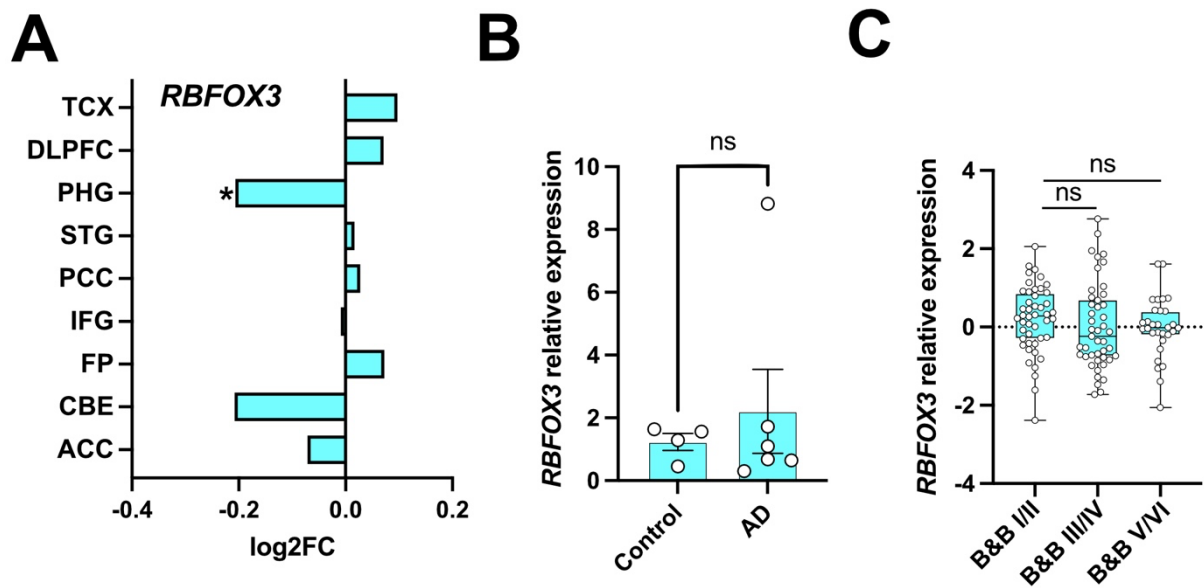 A
RBFOX3
TCX
DLPFC
PHG
*
STG
PCC
IFG
FP
CBE
ACC
-0.4
-0.2
0.0
0.2
log2FC
B
RBFOX3 relative expression
10
8
6
4
2
0
ns
Control
AD
C
RBFOX3 relative expression
4
2
0
-2
-4
ns
ns
B&B I/II
B&B III/IV
B&B V/VI